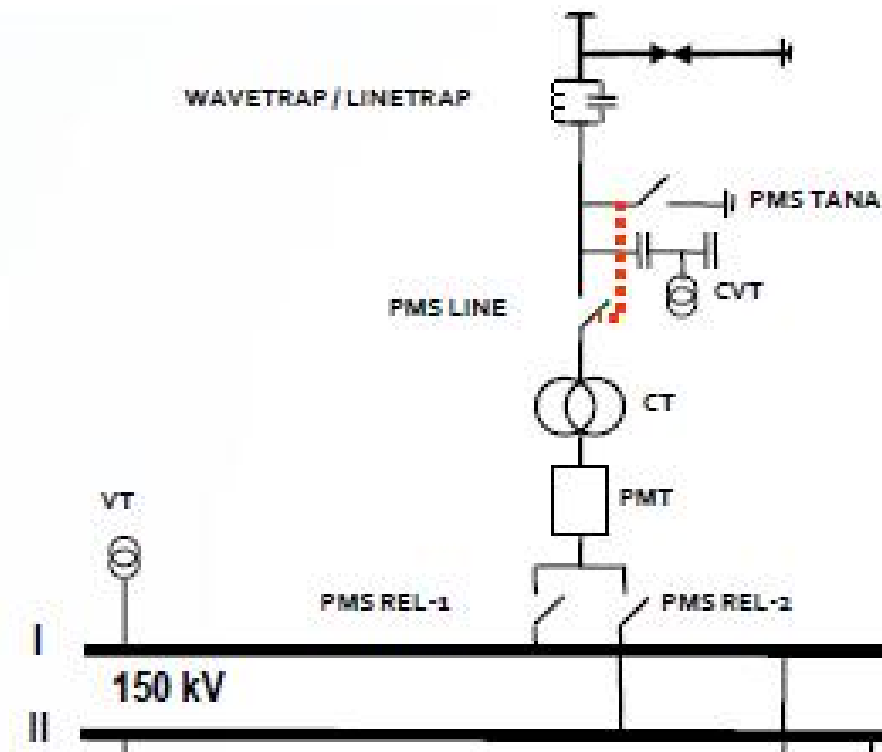 WAVETRAP / LINETRAP
PMS TANA
CVT
PMS LINE
CT
PMT
VT
PMS REL-1
PMS REL-2
I
150 kV
II